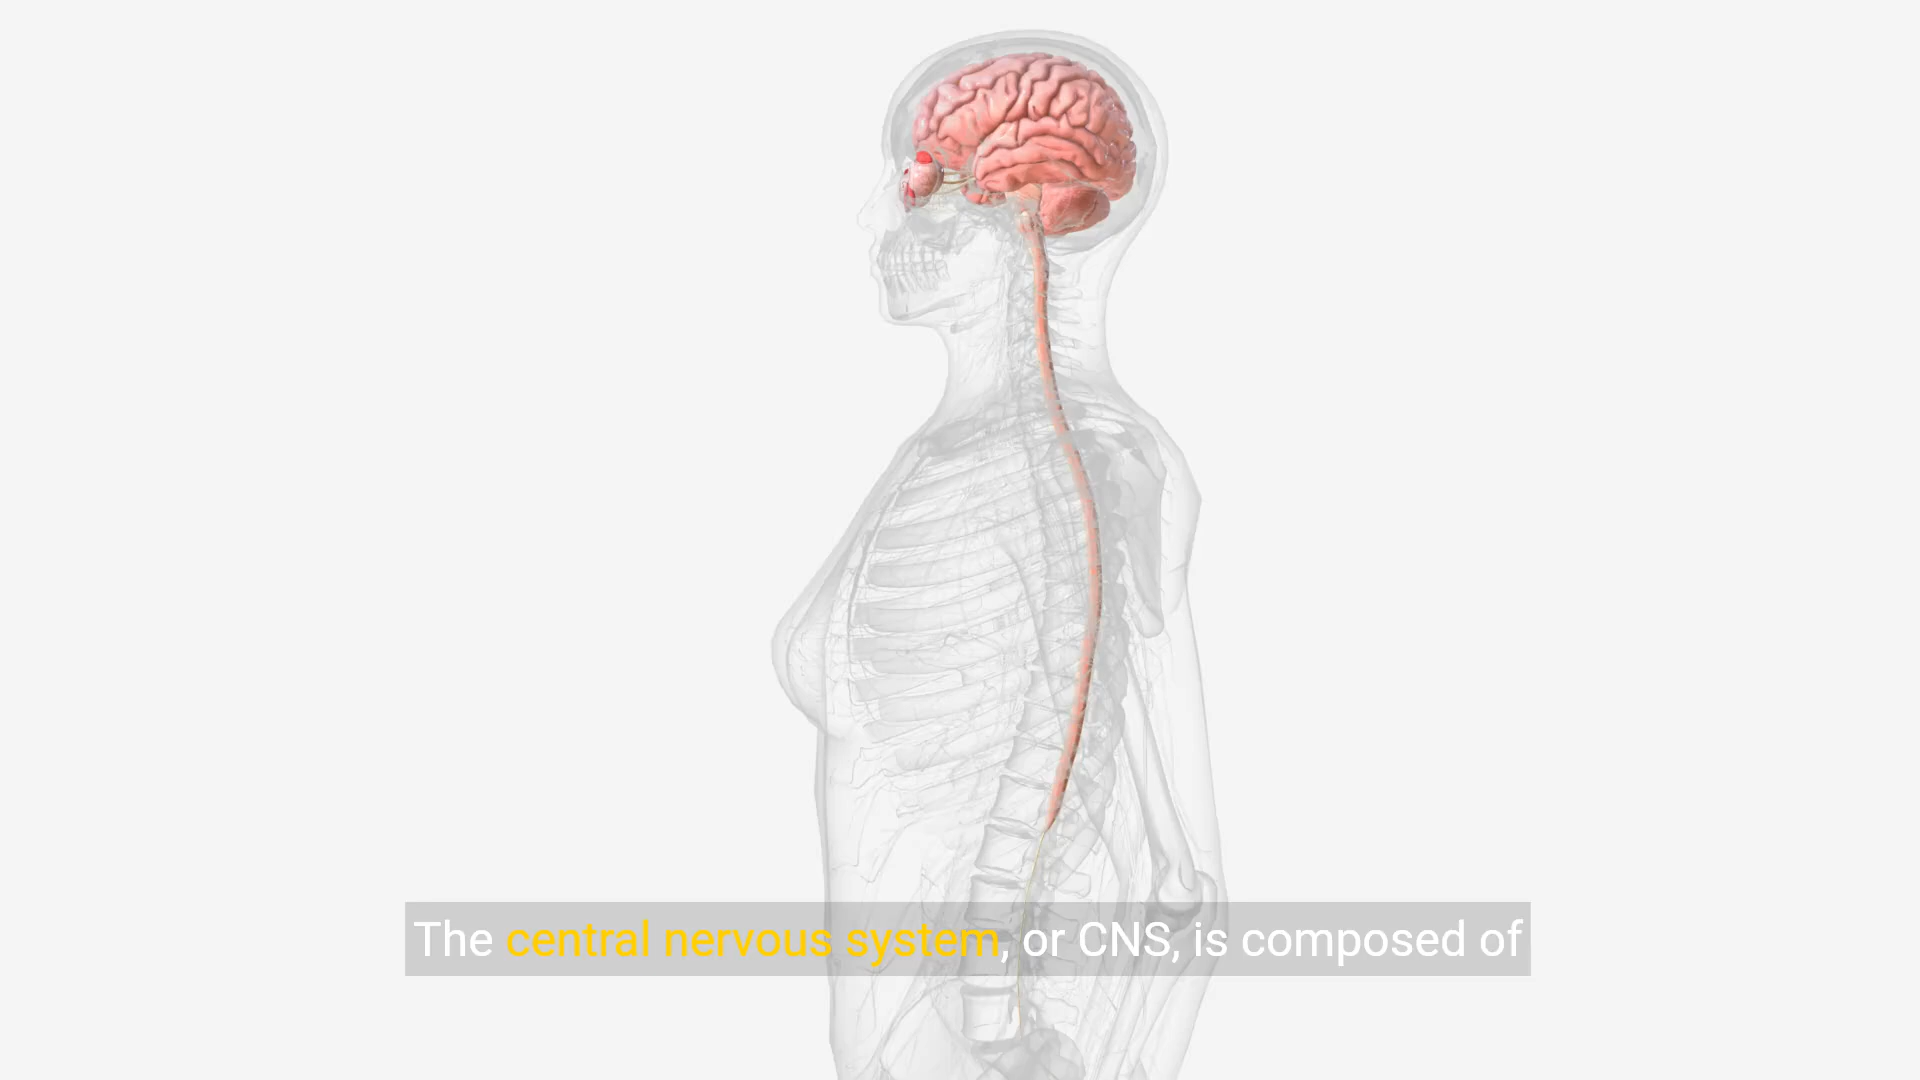 The central nervous system, or CNS, is composed of